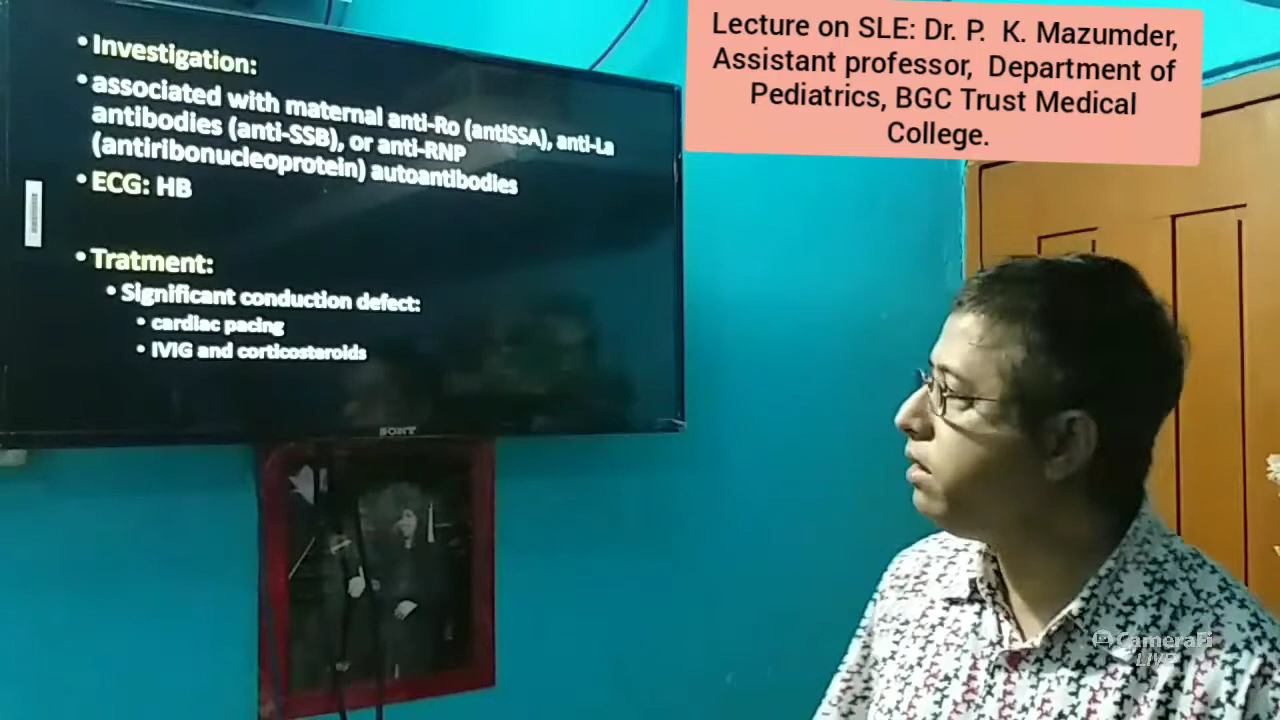 • Investigation:
• associated with maternal anti-Ro (antiSSA), anti-La
antibodies (anti-SSB), or anti-RNP
(antiribonucleoprotein) autoantibodies
• ECG: HB
• Tratment:
• Significant conduction defect:
• cardiac pacing
• IVIG and corticosteroids
SONY
Lecture on SLE: Dr. P. K. Mazumder,
Assistant professor, Department of
Pediatrics, BGC Trust Medical
College.
CameraFi
LIVE